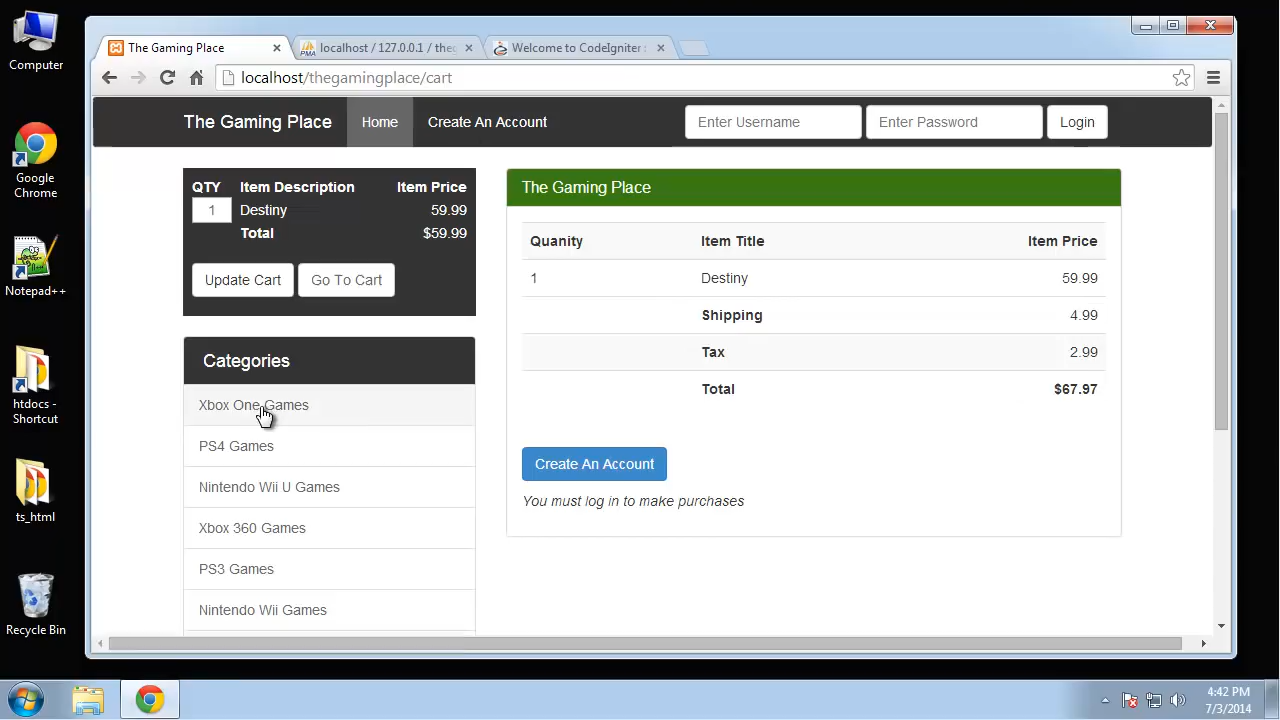 Computer
Google
Chrome
Notepad++
htdocs -
Shortcut
ts_html
Recycle Bin
The Gaming Place
localhost / 127.0.0.1 / the
Welcome to CodeIgniter :
localhost/thegamingplace/cart
The Gaming Place Home Create An Account Enter Username Enter Password Login
QTY Item Description Item Price
1 Destiny 59.99
Total $59.99
Update Cart Go To Cart
Categories
Xbox One Games
PS4 Games
Nintendo Wii U Games
Xbox 360 Games
PS3 Games
Nintendo Wii Games
The Gaming Place
Quanity Item Title Item Price
1 Destiny 59.99
Shipping 4.99
Tax 2.99
Total $67.97
Create An Account
You must log in to make purchases
4:42 PM
7/3/2014